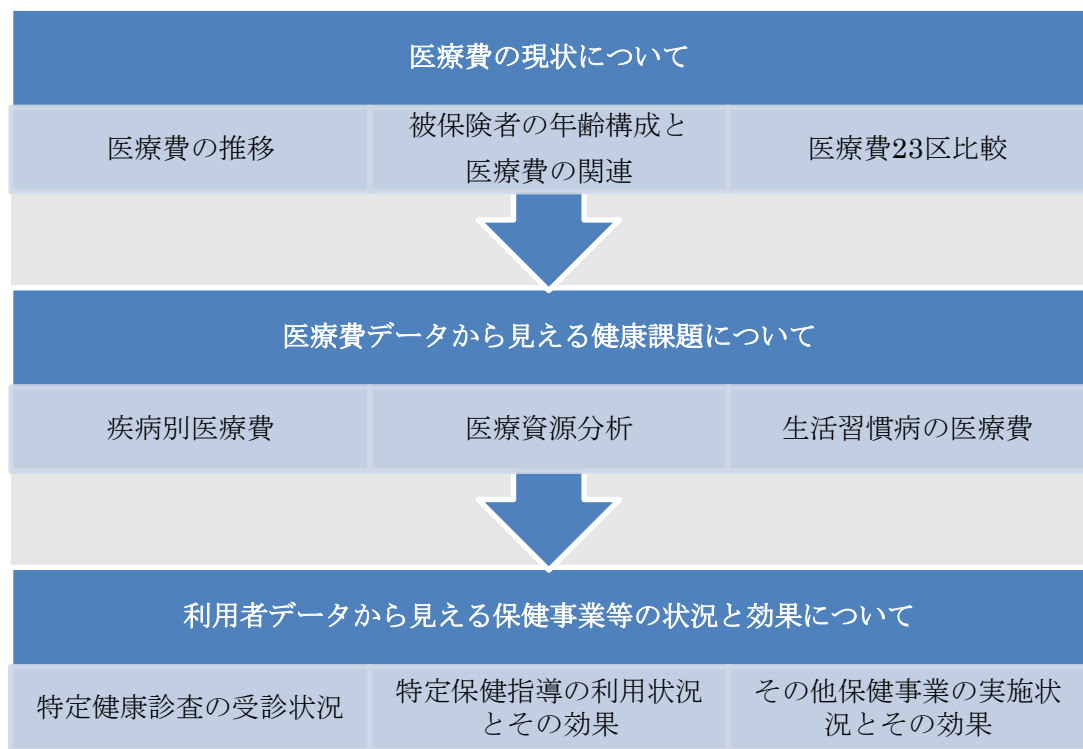 医療費の現状について
医療費の推移
被保険者の年齢構成と
医療費の関連
医療費23区比較
医療費データから見える健康課題について
疾病別医療費
医療資源分析
生活習慣病の医療費
利用者データから見える保健事業等の状況と効果について
特定健康診査の受診状況
特定保健指導の利用状況
とその効果
その他保健事業の実施状
況とその効果